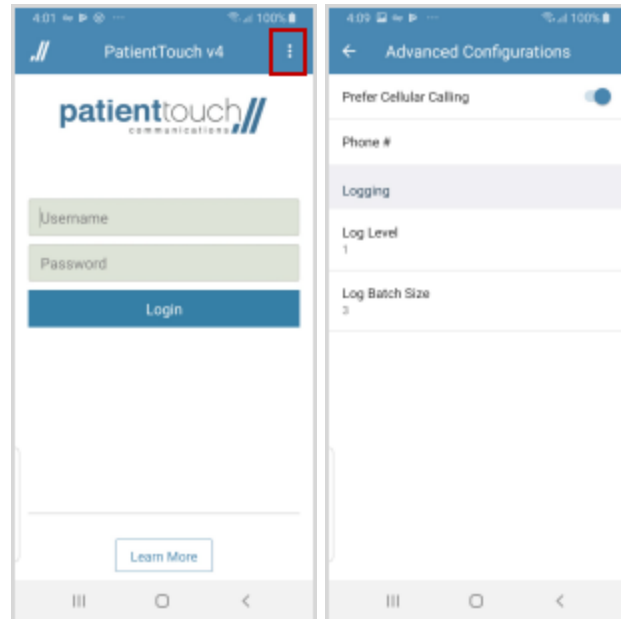 4:01
100%
PatientTouch v4
patienttouch
communications
Username
Password
Login
Learn More
4:09
100%
Advanced Configurations
Prefer Cellular Calling
Phone #
Logging
Log Level
1
Log Batch Size
3